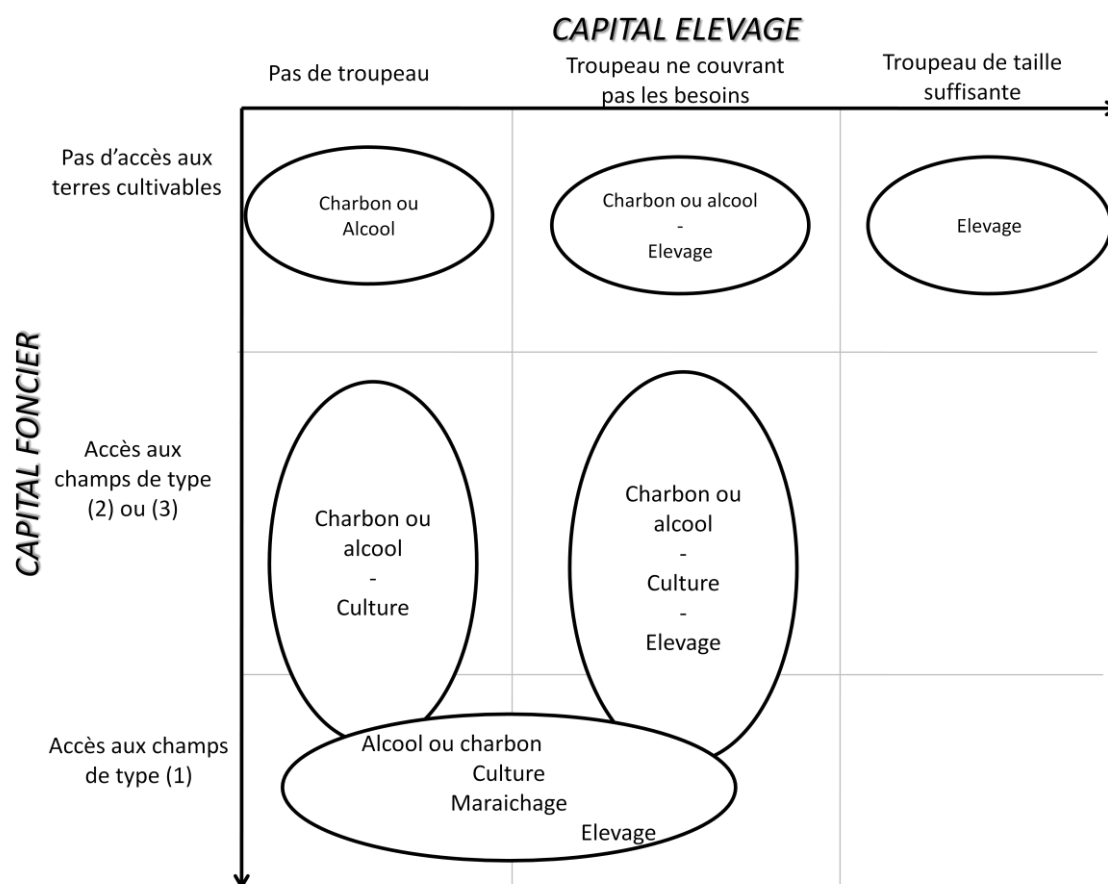 CAPITAL ELEVAGE
Pas de troupeau
Troupeau ne couvrant
pas les besoins
Troupeau de taille
suffisante
CAPITAL FONCIER
Pas d'accès aux
terres cultivables
Charbon ou
Alcool
Charbon ou alcool
-
Elevage
Elevage
Accès aux
champs de type
(2) ou (3)
Charbon ou
alcool
-
Culture
Charbon ou
alcool
-
Culture
-
Elevage
Accès aux champs
de type (1)
Alcool ou charbon
Culture
Maraichage
Elevage